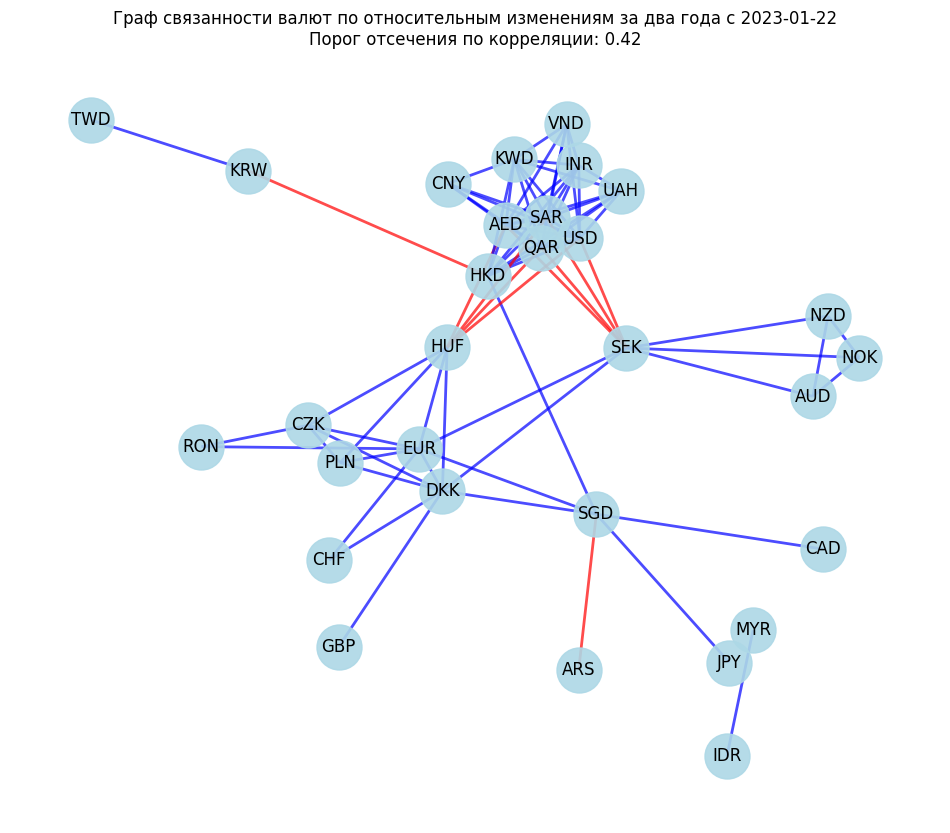 Граф связанности валют по относительным изменениям за два года с 2023-01-22
Порог отсечения по корреляции: 0.42
TWD
VND
KWD
INR
KRW
CNY
UAH
SAR
AED
USD
QAR
HKD
NZD
HUF
SEK
NOK
AUD
CZK
RON
EUR
PLN
DKK
SGD
CAD
CHF
MYR
GBP
JPY
ARS
IDR